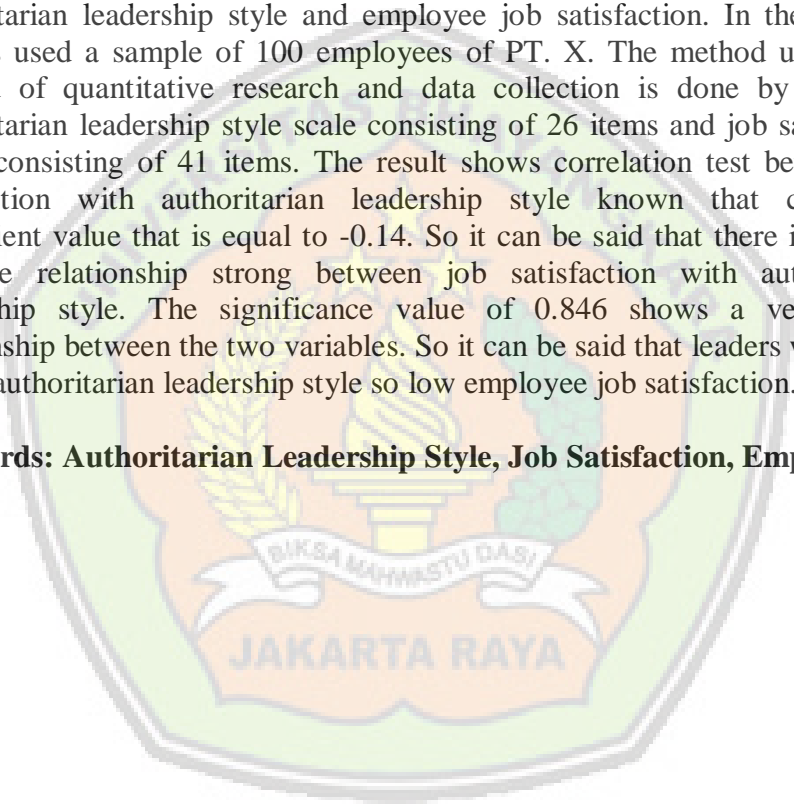 tarian leadership style and employee job satisfaction. In the
s used a sample of 100 employees of PT. X. The method u
of quantitative research and data collection is done by
tarian leadership style scale consisting of 26 items and job sa
consisting of 41 items. The result shows correlation test be
tion with authoritarian leadership style known that c
ent value that is equal to -0.14. So it can be said that there i
e relationship strong between job satisfaction with aut
hip style. The significance value of 0.846 shows a ve
nship between the two variables. So it can be said that leaders w
authoritarian leadership style so low employee job satisfaction.
rds: Authoritarian Leadership Style, Job Satisfaction, Emp
UNIVERSITAS BHAYANGKARA
BIKSA MAHWASTU DASI
JAKARTA RAYA